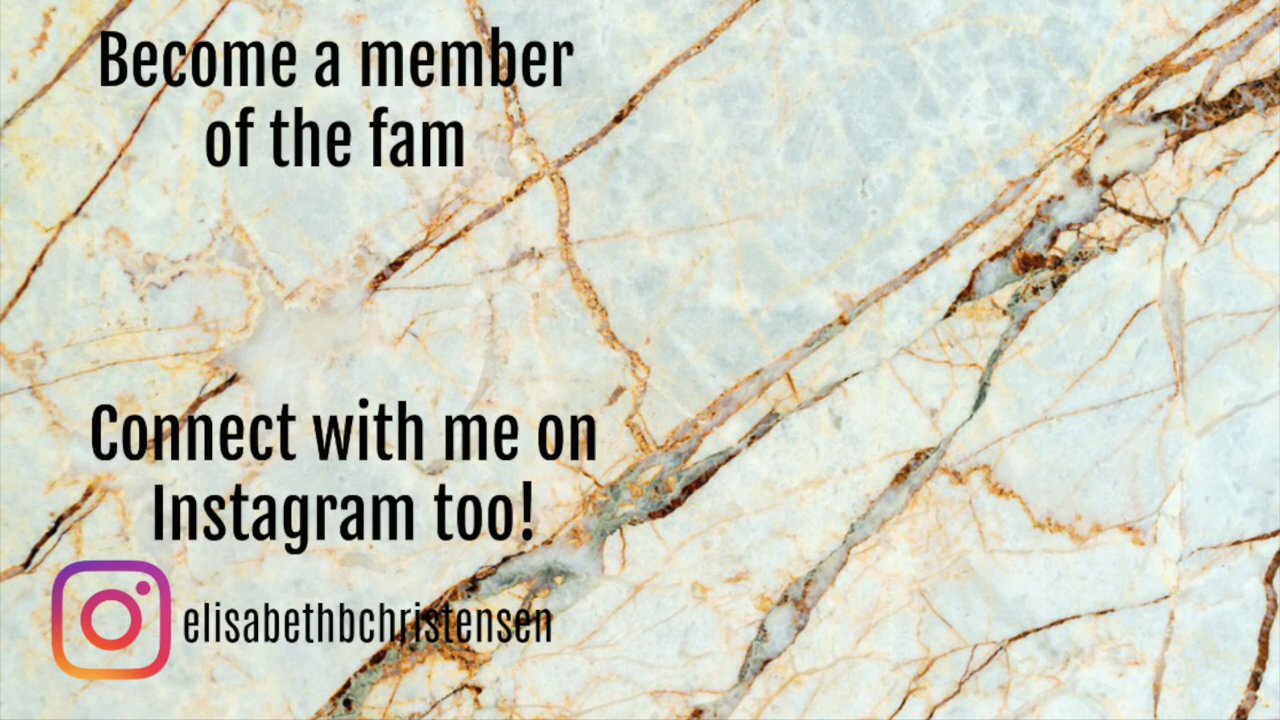 Become a member
of the fam
Connect with me on
Instagram too!
elisabethbchristensen